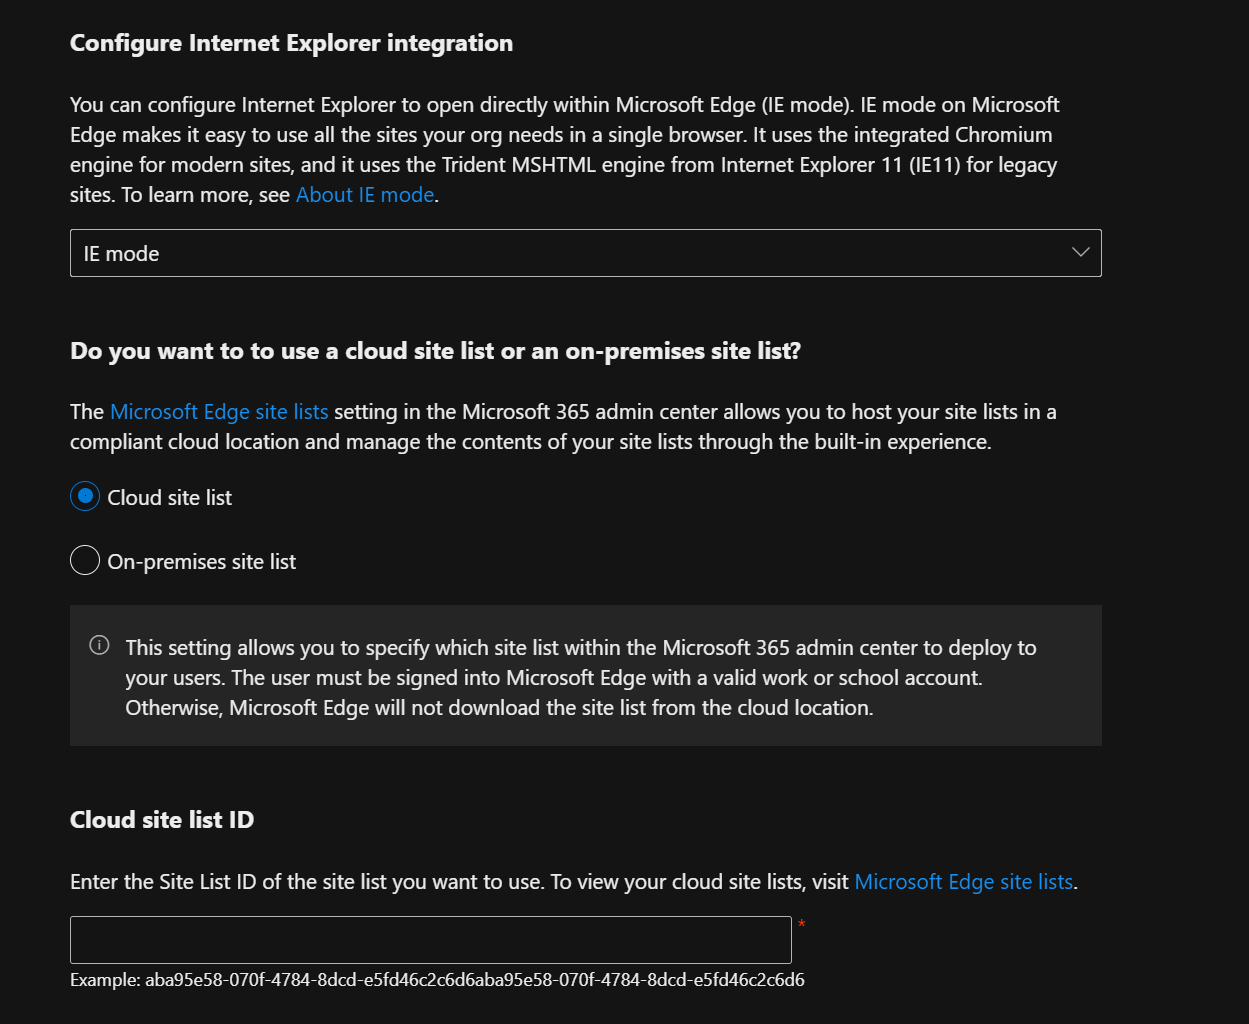 Configure Internet Explorer integration
You can configure Internet Explorer to open directly within Microsoft Edge (IE mode). IE mode on Microsoft
Edge makes it easy to use all the sites your org needs in a single browser. It uses the integrated Chromium
engine for modern sites, and it uses the Trident MSHTML engine from Internet Explorer 11 (IE11) for legacy
sites. To learn more, see About IE mode.
IE mode
Do you want to to use a cloud site list or an on-premises site list?
The Microsoft Edge site lists setting in the Microsoft 365 admin center allows you to host your site lists in a
compliant cloud location and manage the contents of your site lists through the built-in experience.
Cloud site list
On-premises site list
This setting allows you to specify which site list within the Microsoft 365 admin center to deploy to
your users. The user must be signed into Microsoft Edge with a valid work or school account.
Otherwise, Microsoft Edge will not download the site list from the cloud location.
Cloud site list ID
Enter the Site List ID of the site list you want to use. To view your cloud site lists, visit Microsoft Edge site lists.
*
Example: aba95e58-070f-4784-8dcd-e5fd46c2c6d6aba95e58-070f-4784-8dcd-e5fd46c2c6d6